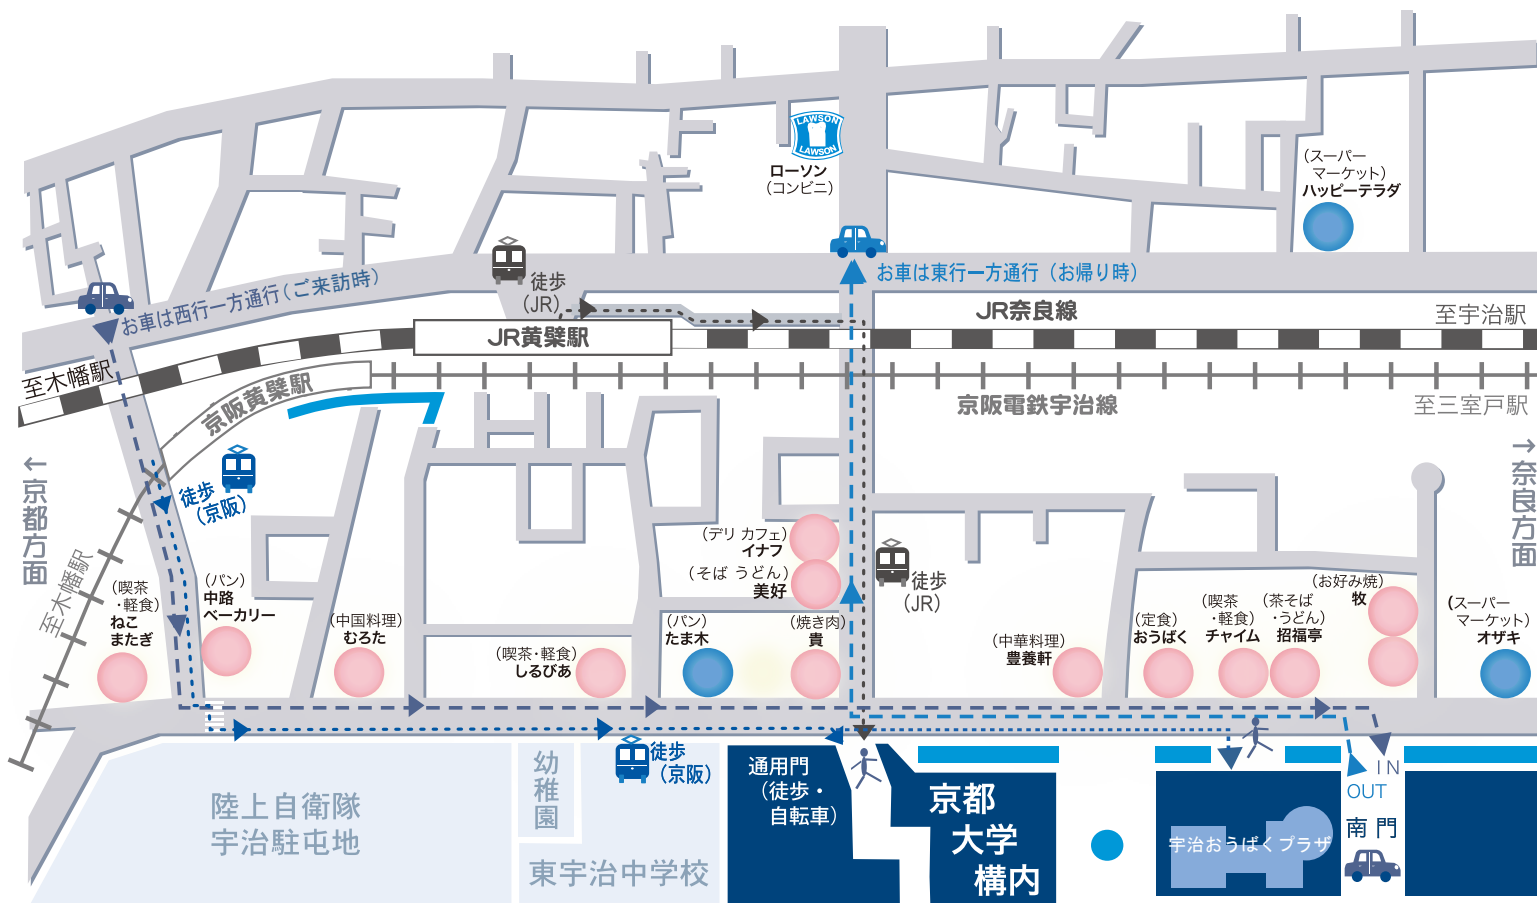 LAWSON
LAWSON
ローソン
(コンビニ)
(スーパー
マーケット)
ハッピーテラダ
お車は西行一方通行(ご来訪時)
徒歩
(JR)
お車は東行一方通行(お帰り時)
JR奈良線
至宇治駅
JR黄檗駅
至木幡駅
京阪黄檗駅
京阪電鉄宇治線
至三室戸駅
←京都方面
→奈良方面
徒歩
(京阪)
至木幡駅
(喫茶
・軽食)
ねこ
またぎ
(パン)
中路
ベーカリー
(中国料理)
むろた
(喫茶・軽食)
しるびあ
(デリ カフェ)
イナフ
(そば うどん)
美好
(パン)
たま木
(焼き肉)
貴
徒歩
(JR)
(中華料理)
豊養軒
(定食)
おうばく
(喫茶
・軽食)
チャイム
(茶そば
・うどん)
招福亭
(お好み焼)
牧
(スーパー
マーケット)
オザキ
陸上自衛隊
宇治駐屯地
幼稚園
徒歩
(京阪)
東宇治中学校
通用門
(徒歩・
自転車)
京都
大学
構内
宇治おうばくプラザ
IN
OUT
南門